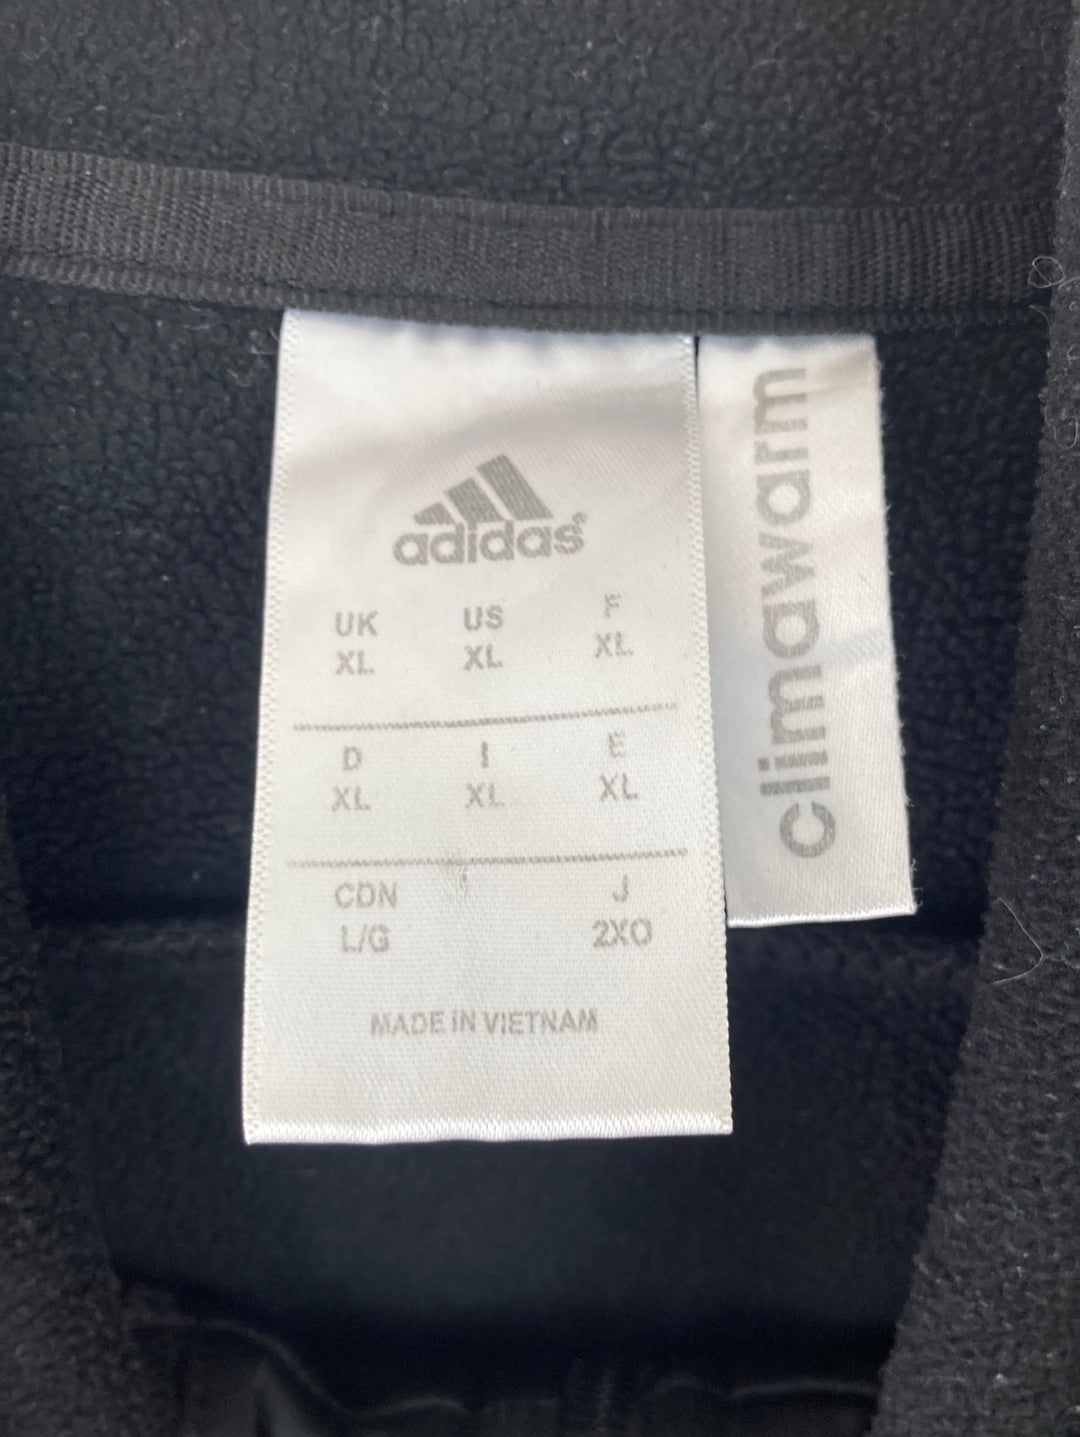 adidas®
UK US F
XL XL XL
D I E
XL XL XL
CDN J
L/G 2XO
MADE IN VIETNAM
climawarm